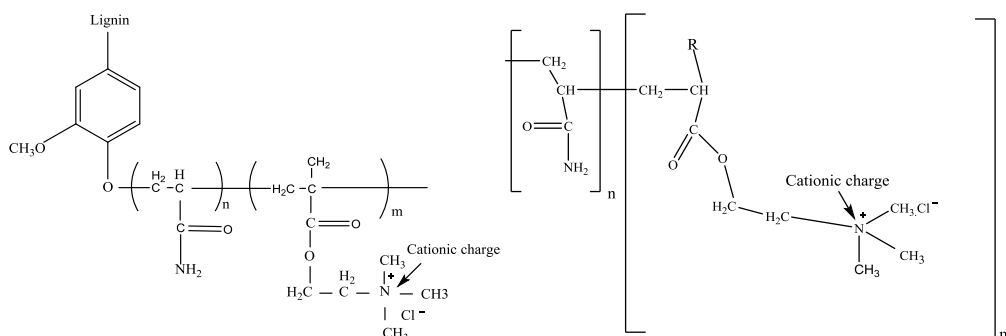 Lignin
CH₃O
O
H₂
C
H
C
n
H₂C
C
CH₂
m
C
O
NH₂
C
O
O
H₂C
H₂
C
N
+
CH₃
CH3
CH₃
Cl⁻
Cationic charge
CH₂
CH
O
C
NH₂
n
CH₂
R
CH
C
O
O
H₂C
H₂C
Cationic charge
+
N
CH₃.Cl⁻
CH₃
CH₃